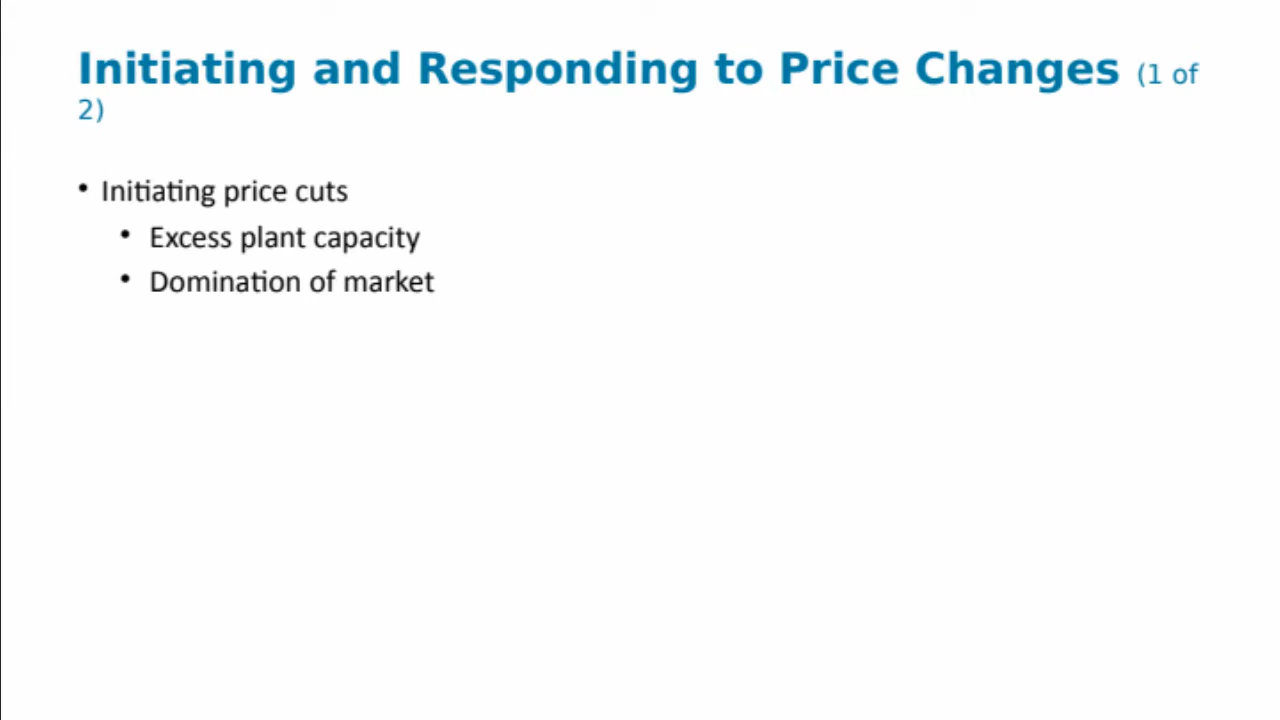 Initiating and Responding to Price Changes (1 of
2)
• Initiating price cuts
• Excess plant capacity
• Domination of market